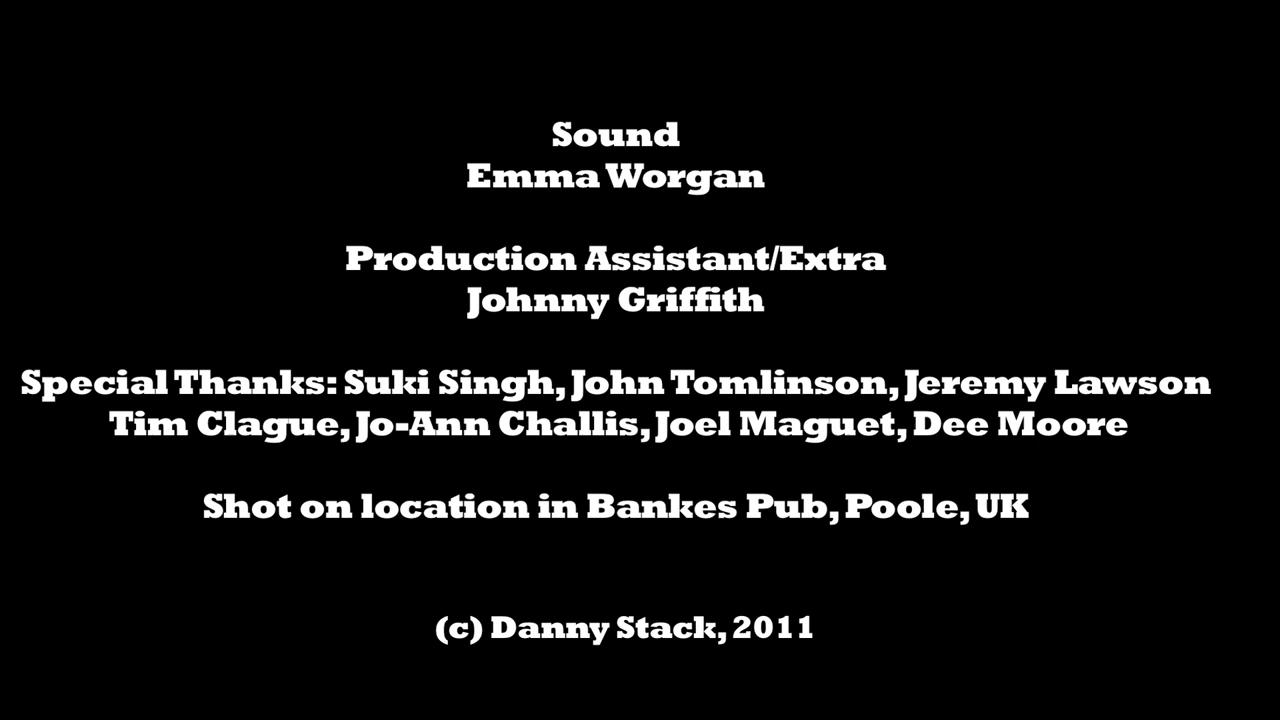 Sound
Emma Worgan
Production Assistant/Extra
Johnny Griffith
Special Thanks: Suki Singh, John Tomlinson, Jeremy Lawson
Tim Clague, Jo-Ann Challis, Joel Maguet, Dee Moore
Shot on location in Bankes Pub, Poole, UK
(c) Danny Stack, 2011